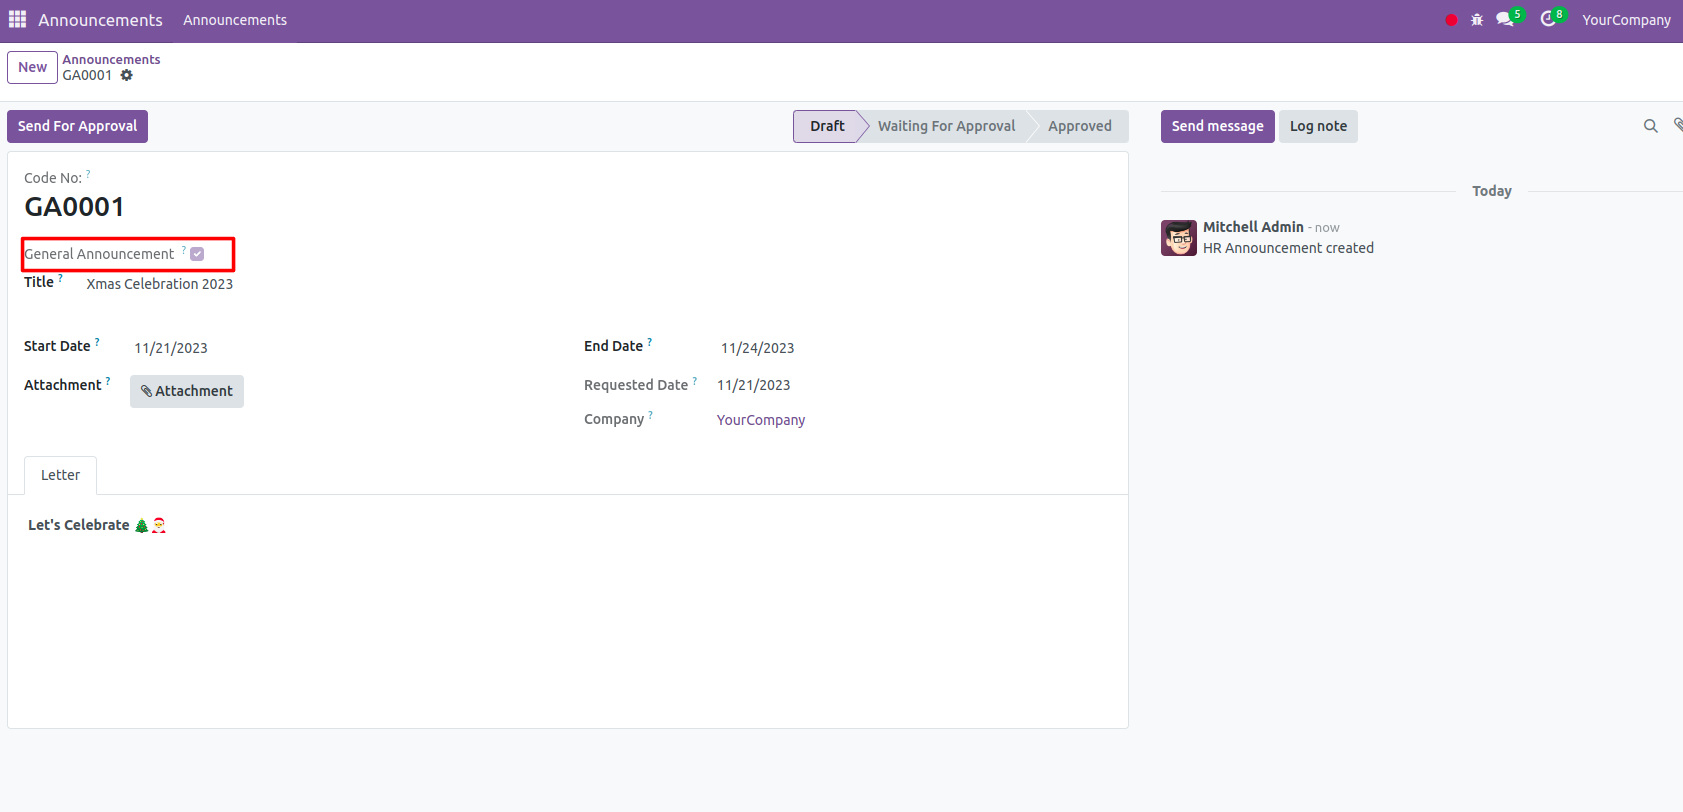 Announcements Announcements 5 8 YourCompany
New Announcements
GA0001
Send For Approval Draft Waiting For Approval Approved Send message Log note
Code No: ?
GA0001
Today
Mitchell Admin - now
HR Announcement created
General Announcement ?
Title ? Xmas Celebration 2023
Start Date ? 11/21/2023 End Date ? 11/24/2023
Attachment ? Attachment Requested Date ? 11/21/2023
Company ? YourCompany
Letter
Let's Celebrate 🎄🎅